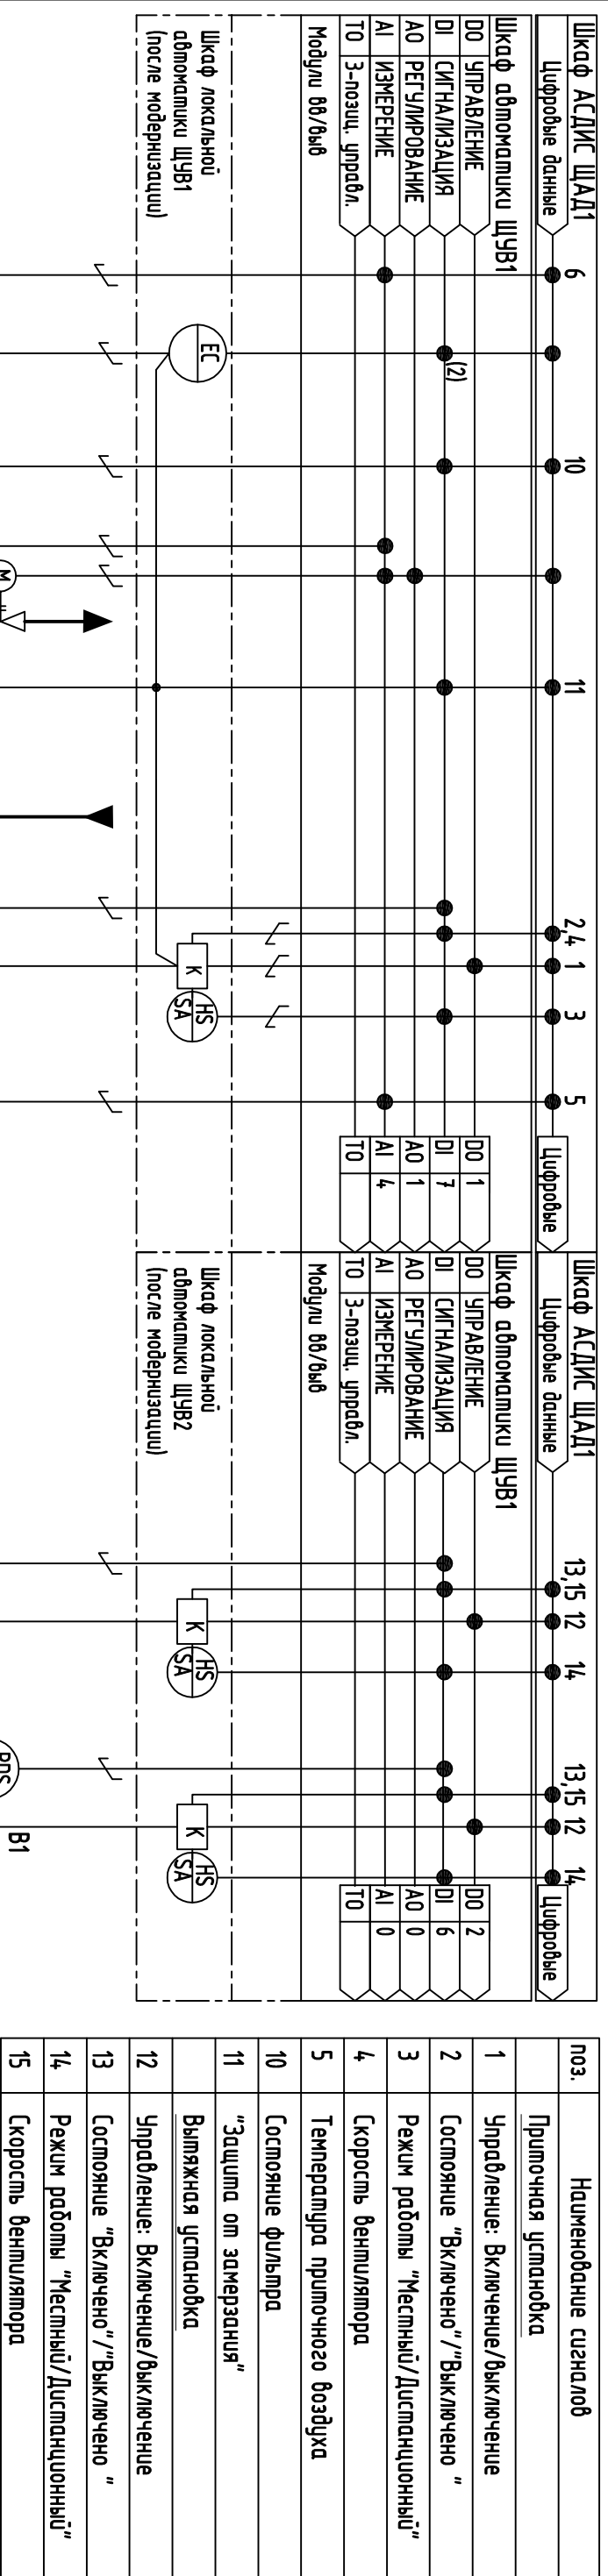 Шкаф АСДИС ЩАД1
Цифровые данные
6
10
11
2,4
1
3
5
Цифровые
Шкаф автоматики ЩУВ1
DO УПРАВЛЕНИЕ
DI СИГНАЛИЗАЦИЯ
AO РЕГУЛИРОВАНИЕ
AI ИЗМЕРЕНИЕ
TO 3-позиц. управл.
Модули вв/выв
(2)
DO 1
DI 7
AO 1
AI 4
TO
Шкаф локальной
автоматики ЩУВ1
(после модернизации)
EC
K
HS
SA
M
Шкаф АСДИС ЩАД1
Цифровые данные
13,15
12
14
13,15
12
14
Цифровые
Шкаф автоматики ЩУВ1
DO УПРАВЛЕНИЕ
DI СИГНАЛИЗАЦИЯ
AO РЕГУЛИРОВАНИЕ
AI ИЗМЕРЕНИЕ
TO 3-позиц. управл.
Модули вв/выв
DO 2
DI 6
AO 0
AI 0
TO
Шкаф локальной
автоматики ЩУВ2
(после модернизации)
K
HS
SA
K
HS
SA
PDS
В1
поз. Наименование сигналов
Приточная установка
1 Управление: Включение/выключение
2 Состояние "Включено"/"Выключено "
3 Режим работы "Местный/Дистанционный"
4 Скорость вентилятора
5 Температура приточного воздуха
10 Состояние фильтра
11 "Защита от замерзания"
Вытяжная установка
12 Управление: Включение/выключение
13 Состояние "Включено"/"Выключено "
14 Режим работы "Местный/Дистанционный"
15 Скорость вентилятора